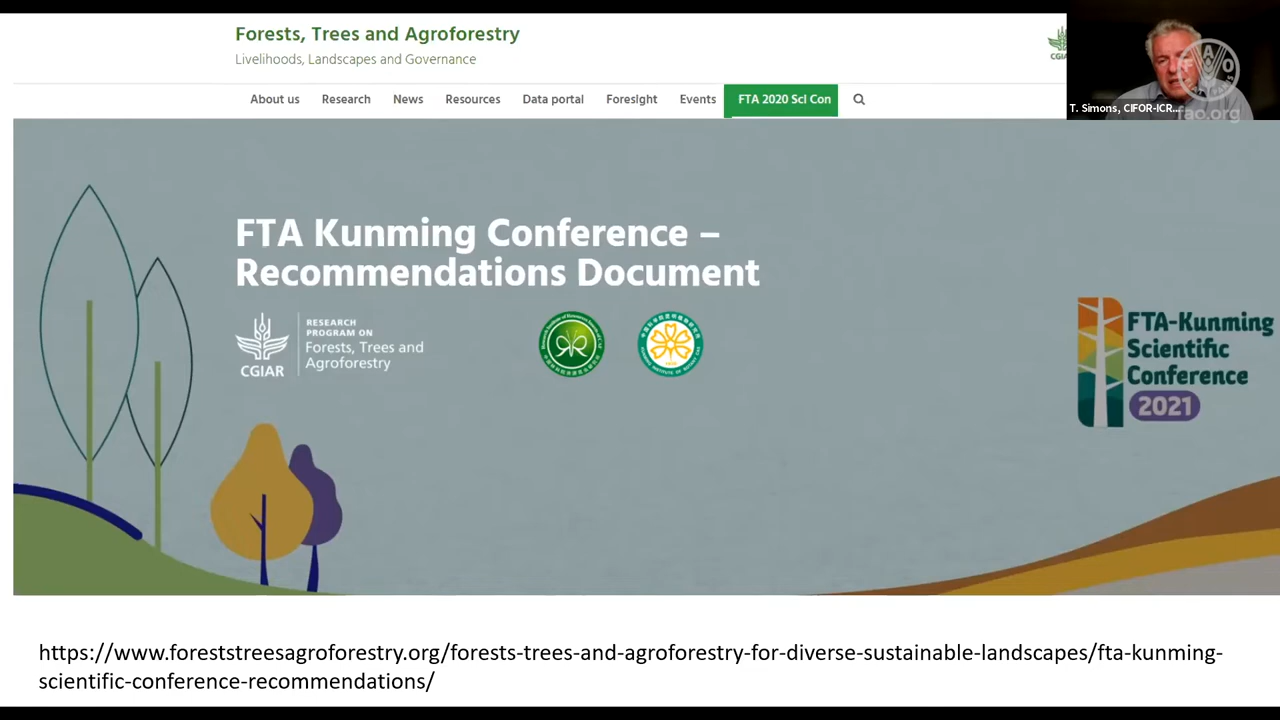 Forests, Trees and Agroforestry
Livelihoods, Landscapes and Governance
About us Research News Resources Data portal Foresight Events FTA 2020 Sci Con
T. Simons, CIFOR-ICR...
FAO
fao.org
FTA Kunming Conference –
Recommendations Document
CGIAR
RESEARCH
PROGRAM ON
Forests, Trees and
Agroforestry
FTA-Kunming
Scientific
Conference
2021
https://www.foreststreesagroforestry.org/forests-trees-and-agroforestry-for-diverse-sustainable-landscapes/fta-kunming-
scientific-conference-recommendations/